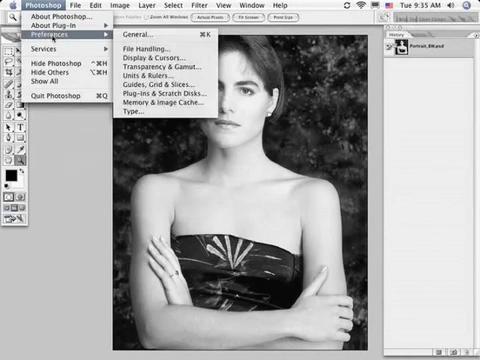 Photoshop File Edit Image Layer Select Filter View Window Help
Tue 9:35 AM
Zoom All Windows Actual Pixels Fit Screen Print Size
About Photoshop...
About Plug-In
Preferences
Services
Hide Photoshop ^⌘H
Hide Others ⌥⌘H
Show All
Quit Photoshop ⌘Q
General... ⌘K
File Handling...
Display & Cursors...
Transparency & Gamut...
Units & Rulers...
Guides, Grid & Slices...
Plug-Ins & Scratch Disks...
Memory & Image Cache...
Type...
History
Portrait_BW.psd